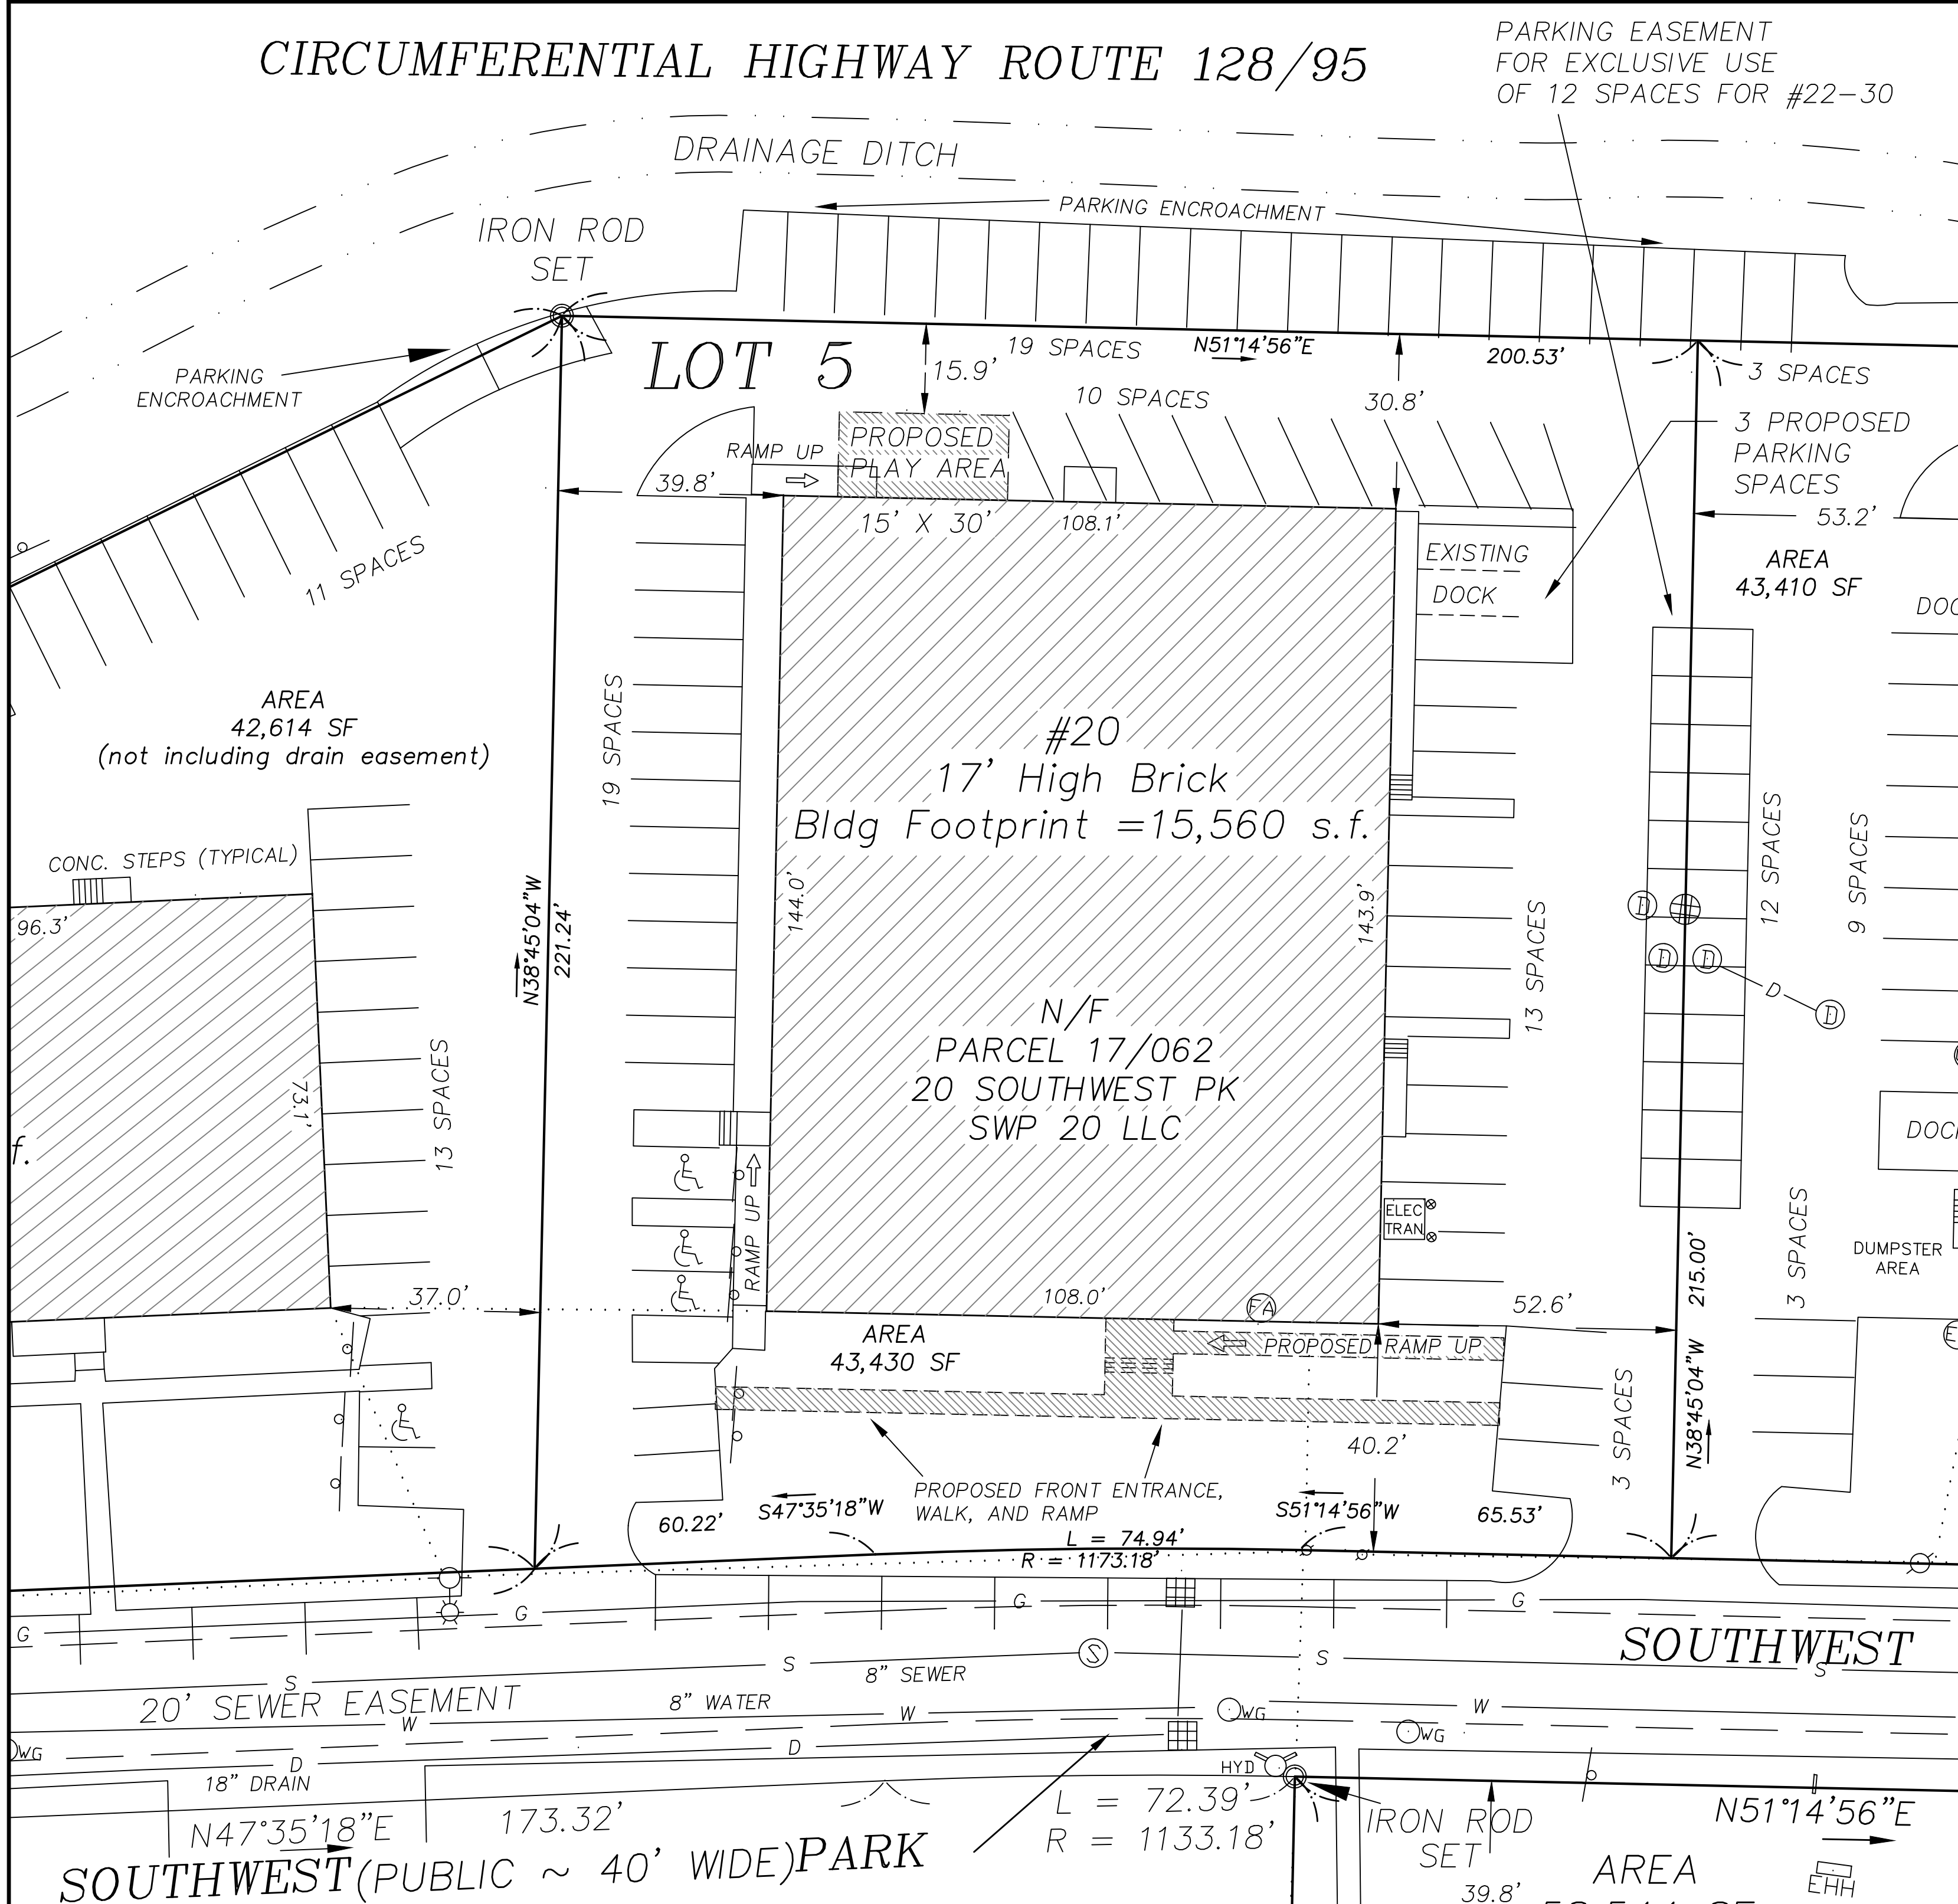 CIRCUMFERENTIAL HIGHWAY ROUTE 128/95
PARKING EASEMENT
FOR EXCLUSIVE USE
OF 12 SPACES FOR #22-30
DRAINAGE DITCH
PARKING ENCROACHMENT
IRON ROD
SET
PARKING
ENCROACHMENT
LOT 5
15.9'
19 SPACES
N51°14'56"E
200.53'
3 SPACES
10 SPACES
30.8'
3 PROPOSED
PARKING
SPACES
RAMP UP
PROPOSED
PLAY AREA
39.8'
15' X 30'
108.1'
53.2'
11 SPACES
EXISTING
DOCK
AREA
43,410 SF
AREA
42,614 SF
(not including drain easement)
19 SPACES
#20
17' High Brick
Bldg Footprint =15,560 s.f.
12 SPACES
9 SPACES
CONC. STEPS (TYPICAL)
96.3'
N38°45'04"W
221.24'
144.0'
143.9'
13 SPACES
D
D
D
D
D
N/F
PARCEL 17/062
20 SOUTHWEST PK
SWP 20 LLC
73.1'
13 SPACES
f.
RAMP UP
ELEC
TRAN
3 SPACES
DUMPSTER
AREA
215.00'
N38°45'04"W
37.0'
108.0'
FA
52.6'
AREA
43,430 SF
PROPOSED RAMP UP
3 SPACES
40.2'
PROPOSED FRONT ENTRANCE,
WALK, AND RAMP
60.22'
S47°35'18"W
S51°14'56"W
65.53'
L = 74.94'
R = 1173.18'
G
G
G
G
SOUTHWEST
S
S
S
S
S
8" SEWER
20' SEWER EASEMENT
8" WATER
W
W
W
WG
WG
WG
D
D
18" DRAIN
HYD
L = 72.39'
R = 1133.18'
N47°35'18"E
173.32'
IRON ROD
SET
N51°14'56"E
SOUTHWEST (PUBLIC ~ 40' WIDE) PARK
AREA
EHH
39.8'